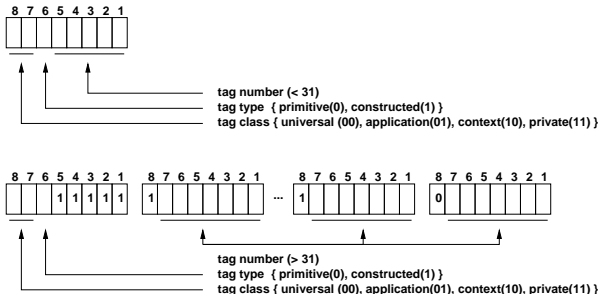 8 7 6 5 4 3 2 1
tag number (< 31)
tag type { primitive(0), constructed(1) }
tag class { universal (00), application(01), context(10), private(11) }
8 7 6 5 4 3 2 1 8 7 6 5 4 3 2 1 8 7 6 5 4 3 2 1 8 7 6 5 4 3 2 1
1 1 1 1 1 1 ... 1 0
tag number (> 31)
tag type { primitive(0), constructed(1) }
tag class { universal (00), application(01), context(10), private(11) }